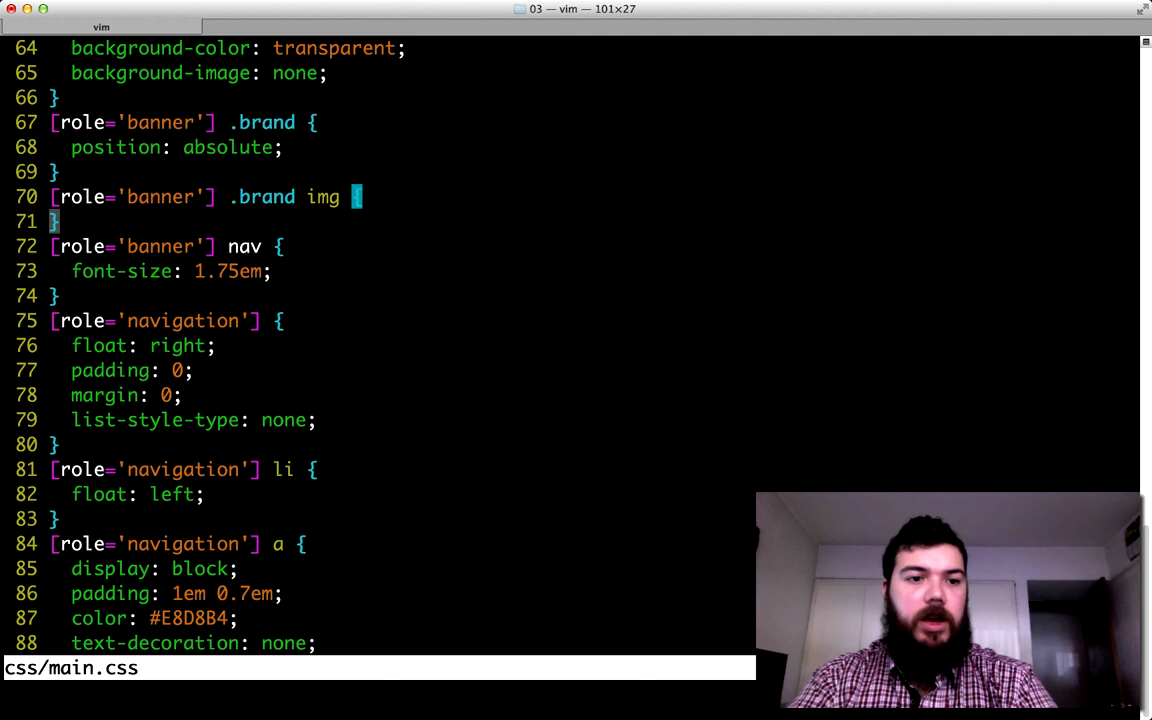 03 — vim — 101×27
vim
64 background-color: transparent;
65 background-image: none;
66 }
67 [role='banner'] .brand {
68 position: absolute;
69 }
70 [role='banner'] .brand img {
71 }
72 [role='banner'] nav {
73 font-size: 1.75em;
74 }
75 [role='navigation'] {
76 float: right;
77 padding: 0;
78 margin: 0;
79 list-style-type: none;
80 }
81 [role='navigation'] li {
82 float: left;
83 }
84 [role='navigation'] a {
85 display: block;
86 padding: 1em 0.7em;
87 color: #E8D8B4;
88 text-decoration: none;
css/main.css